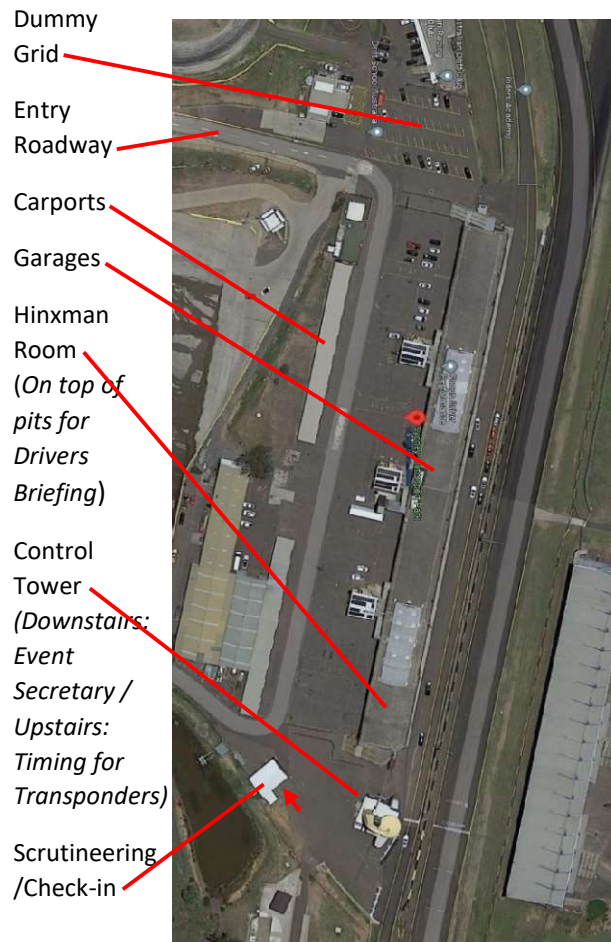 Dummy
Grid
Entry
Roadway
Carports
Garages
Hinxman
Room
(On top of
pits for
Drivers
Briefing)
Control
Tower
(Downstairs:
Event
Secretary /
Upstairs:
Timing for
Transponders)
Scrutineering
/Check-in